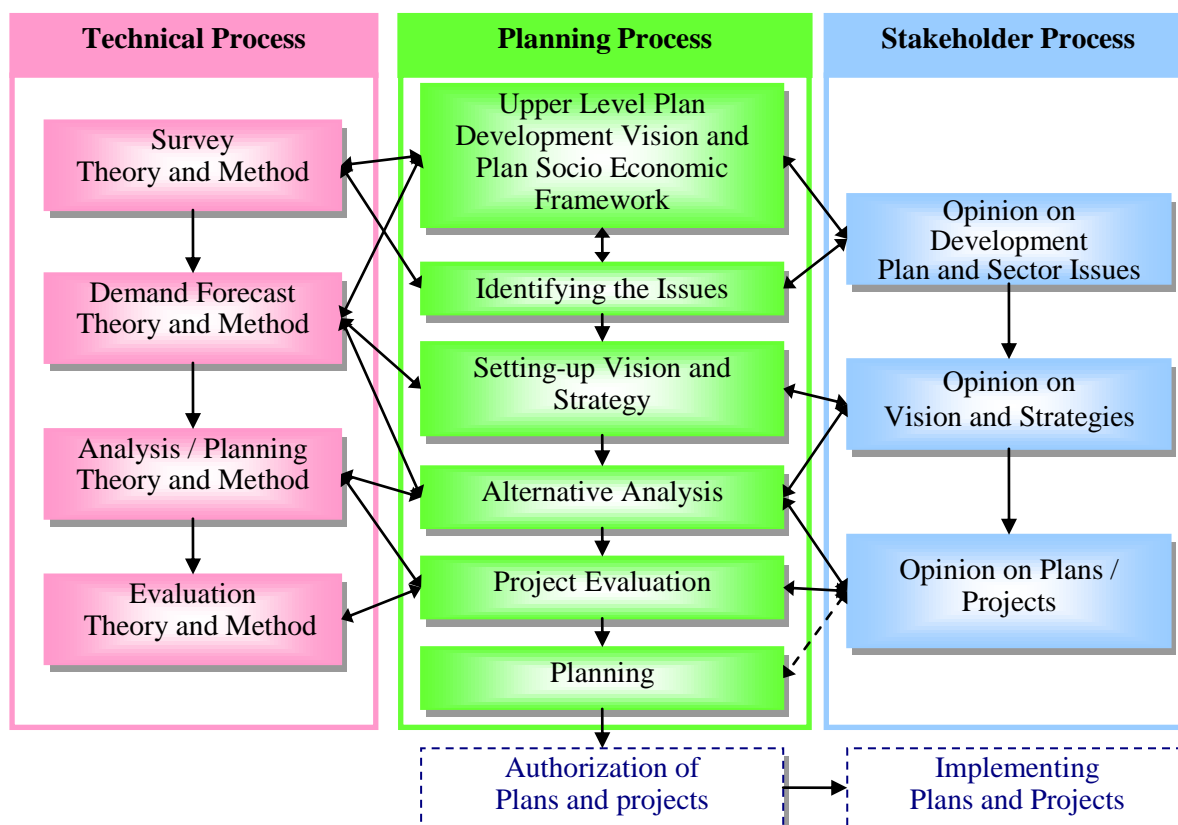 Technical Process
Survey
Theory and Method
Demand Forecast
Theory and Method
Analysis / Planning
Theory and Method
Evaluation
Theory and Method
Planning Process
Upper Level Plan
Development Vision and
Plan Socio Economic
Framework
Identifying the Issues
Setting-up Vision and
Strategy
Alternative Analysis
Project Evaluation
Planning
Authorization of
Plans and projects
Stakeholder Process
Opinion on
Development
Plan and Sector Issues
Opinion on
Vision and Strategies
Opinion on Plans /
Projects
Implementing
Plans and Projects